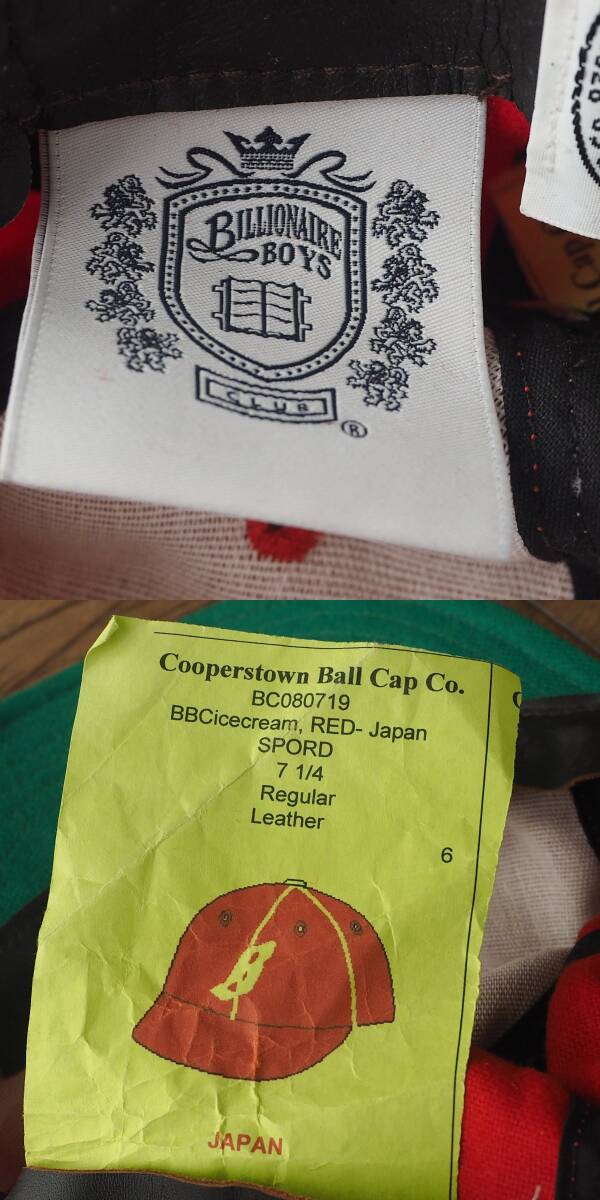 BILLIONAIRE
BOYS
CLUB
®
Cooperstown Ball Cap Co.
BC080719
BBCicecream, RED- Japan
SPORD
7 1/4
Regular
Leather
6
B
JAPAN